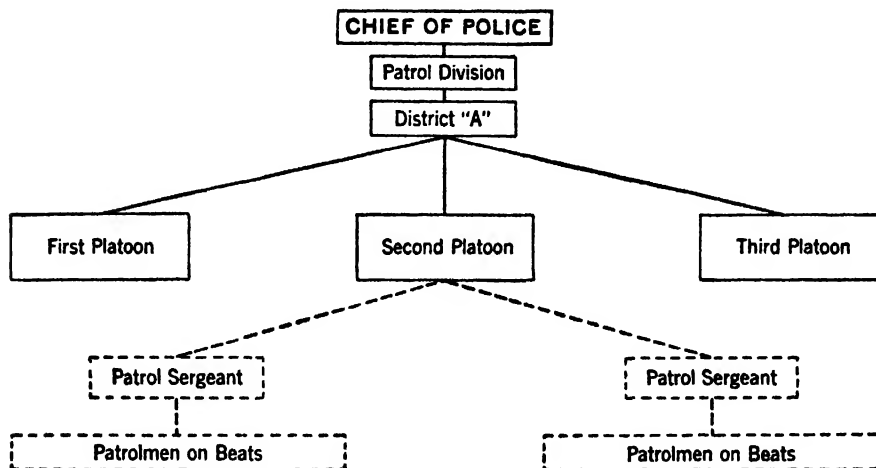 CHIEF OF POLICE
Patrol Division
District "A"
First Platoon
Second Platoon
Third Platoon
Patrol Sergeant
Patrol Sergeant
Patrolmen on Beats
Patrolmen on Beats